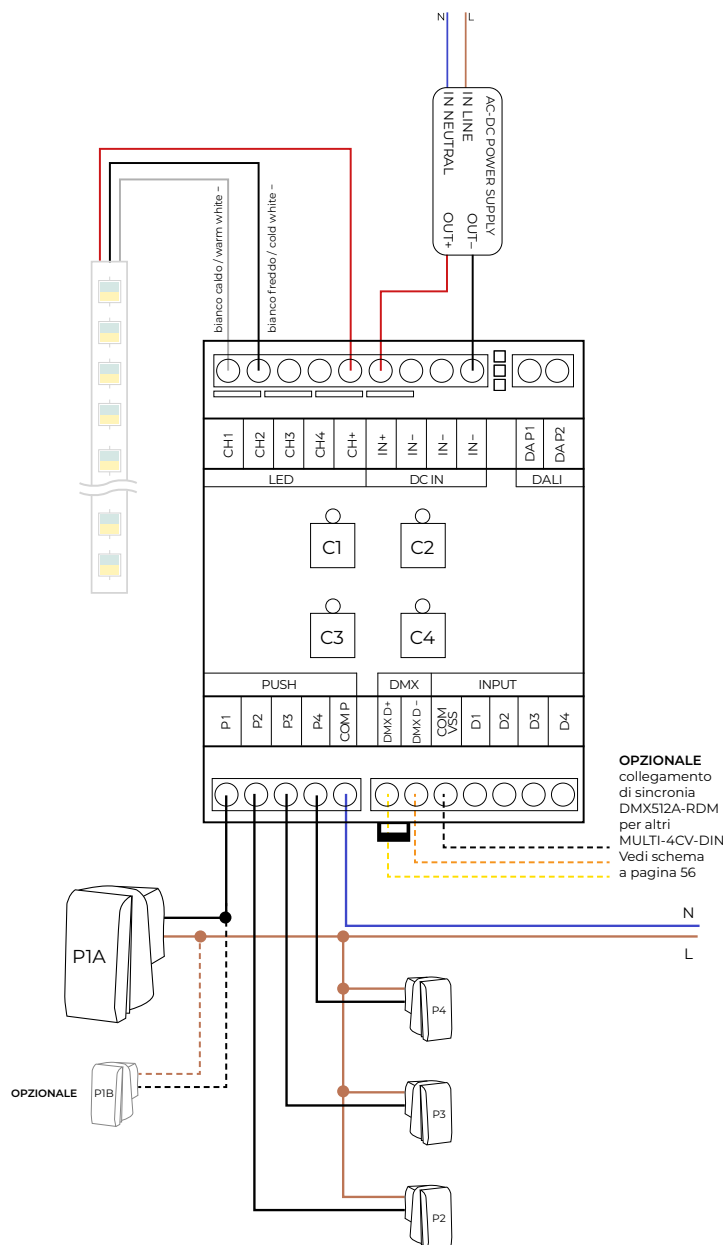 N L
IN NEUTRAL
IN LINE
AC-DC POWER SUPPLY
OUT+
OUT–
bianco caldo / warm white –
bianco freddo / cold white –
CH1 CH2 CH3 CH4 CH+ IN+ IN– IN– IN– DA P1 DA P2
LED DC IN DALI
C1 C2
C3 C4
PUSH DMX INPUT
P1 P2 P3 P4 COM P DMX D+ DMX D– COM VSS D1 D2 D3 D4
OPZIONALE
collegamento
di sincronia
DMX512A-RDM
per altri
MULTI-4CV-DIN
Vedi schema
a pagina 56
N
L
P1A
P4
OPZIONALE P1B
P3
P2